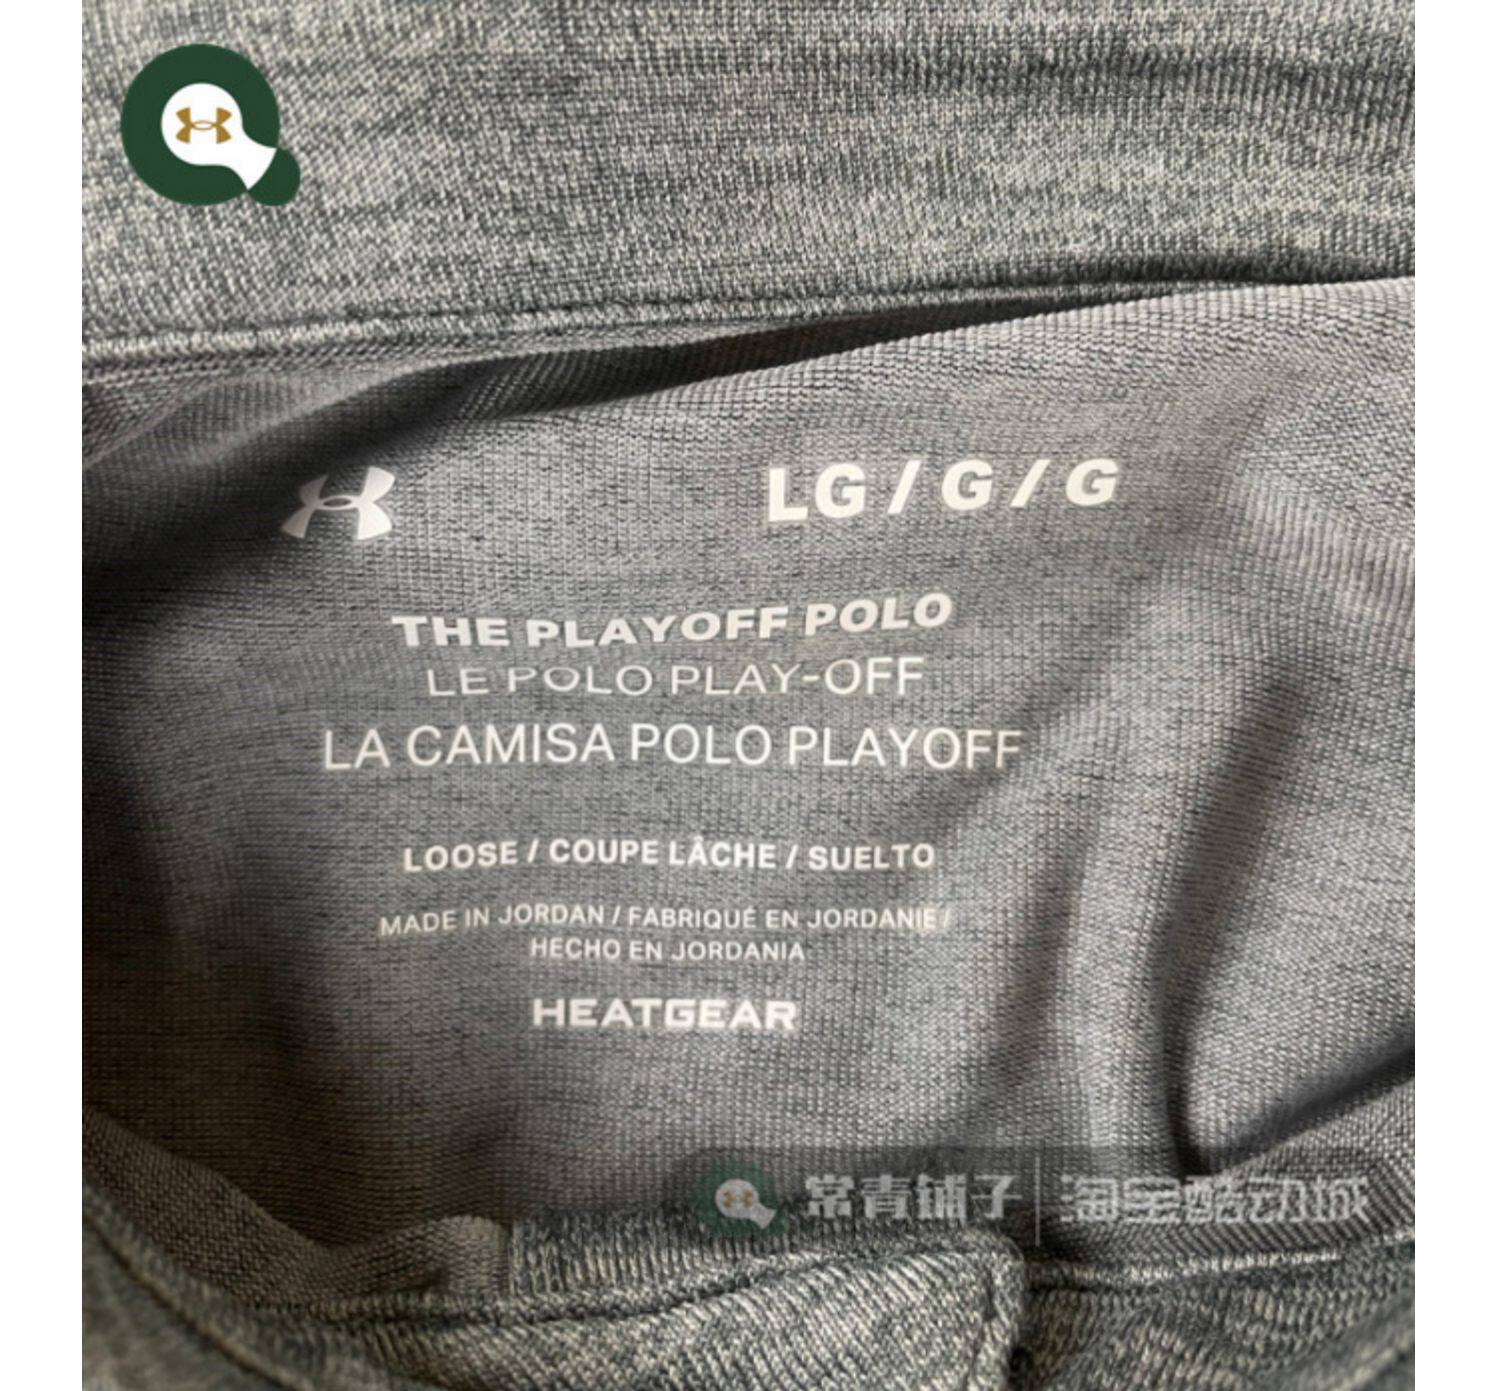 LG / G / G
THE PLAYOFF POLO
LE POLO PLAY-OFF
LA CAMISA POLO PLAYOFF
LOOSE / COUPE LÂCHE / SUELTO
MADE IN JORDAN / FABRIQUÉ EN JORDANIE /
HECHO EN JORDANIA
HEATGEAR
常青铺子 | 淘宝酷动城